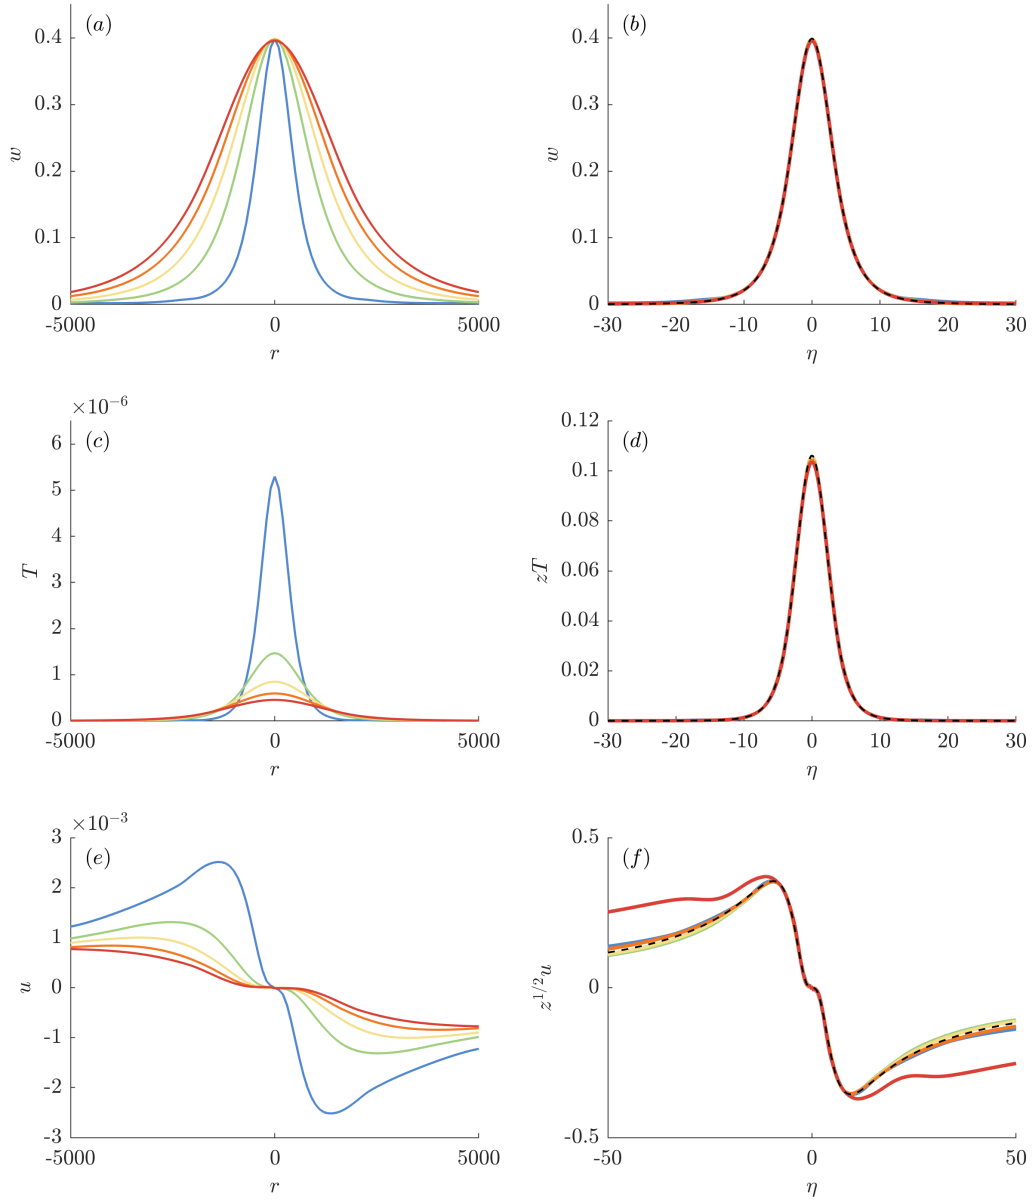 (a)
0.4
0.3
0.2
0.1
0
w
-5000 0 5000
r
(b)
0.4
0.3
0.2
0.1
0
w
-30 -20 -10 0 10 20 30
η
×10⁻⁶
(c)
6
5
4
3
2
1
0
T
-5000 0 5000
r
(d)
0.12
0.1
0.08
0.06
0.04
0.02
0
zT
-30 -20 -10 0 10 20 30
η
×10⁻³
(e)
3
2
1
0
-1
-2
-3
u
-5000 0 5000
r
(f)
0.5
0
-0.5
z^{1/2}u
-50 0 50
η